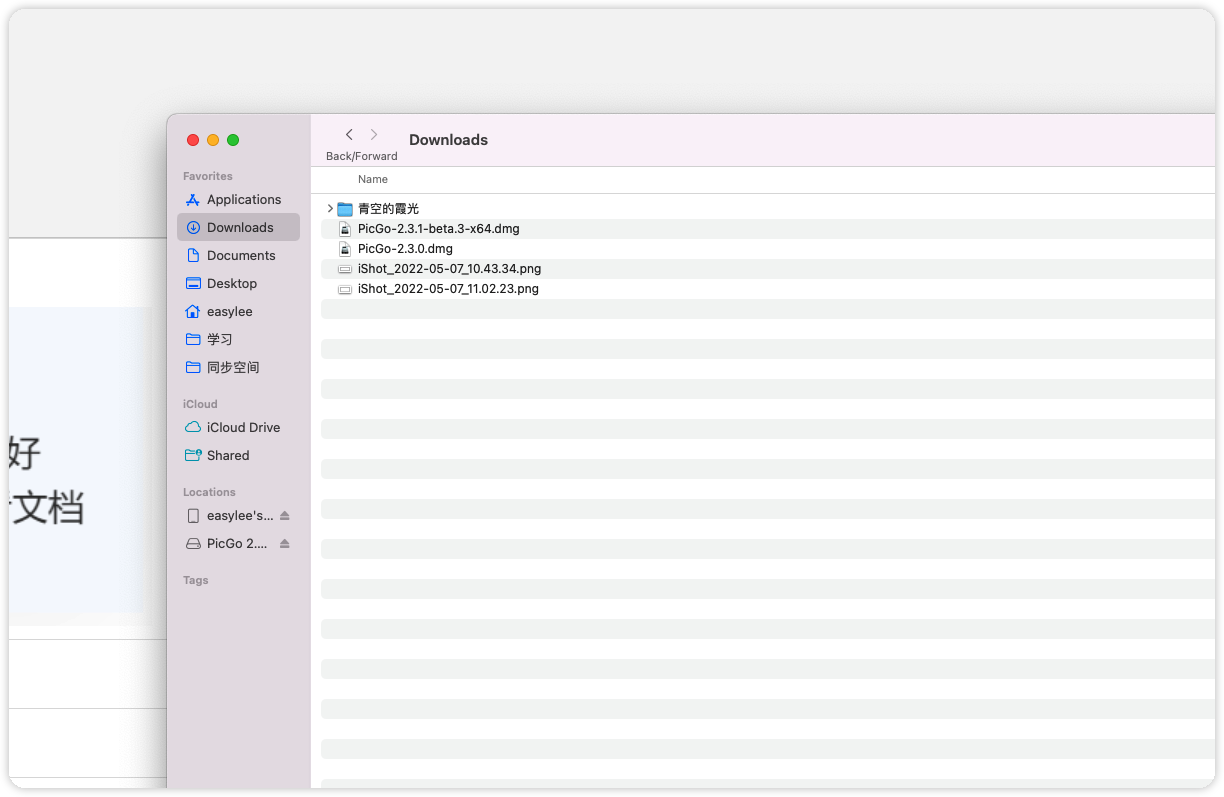 Downloads
Back/Forward
Favorites
Applications
Downloads
Documents
Desktop
easylee
学习
同步空间
iCloud
iCloud Drive
Shared
Locations
easylee's...
PicGo 2....
Tags
Name
青空的霞光
PicGo-2.3.1-beta.3-x64.dmg
PicGo-2.3.0.dmg
iShot_2022-05-07_10.43.34.png
iShot_2022-05-07_11.02.23.png
好
文档